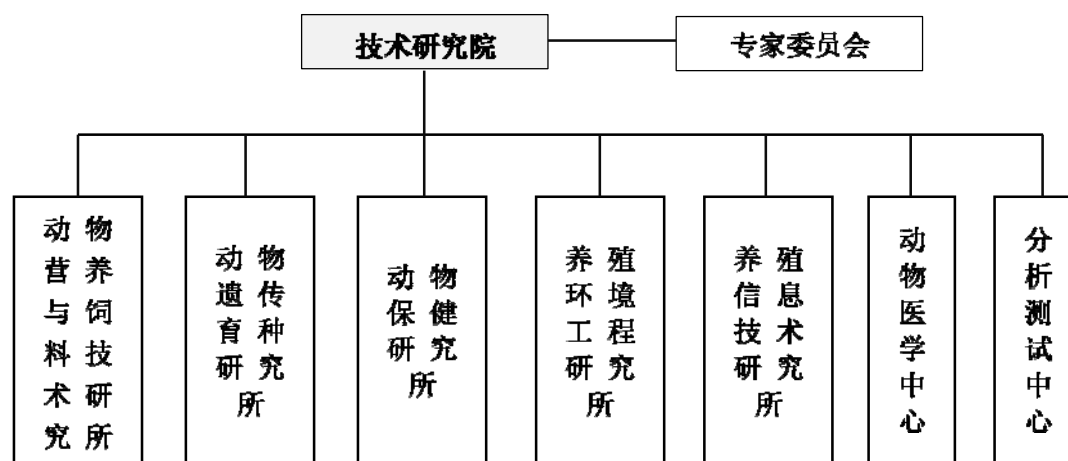 技术研究院
专家委员会
动物
营养
与饲
料技
术研
究所
动物
遗传
育种
研究
所
动物
保健
研究
所
养殖
环境
工程
研究
所
养殖
信息
技术
研究
所
动物医学中心
分析测试中心